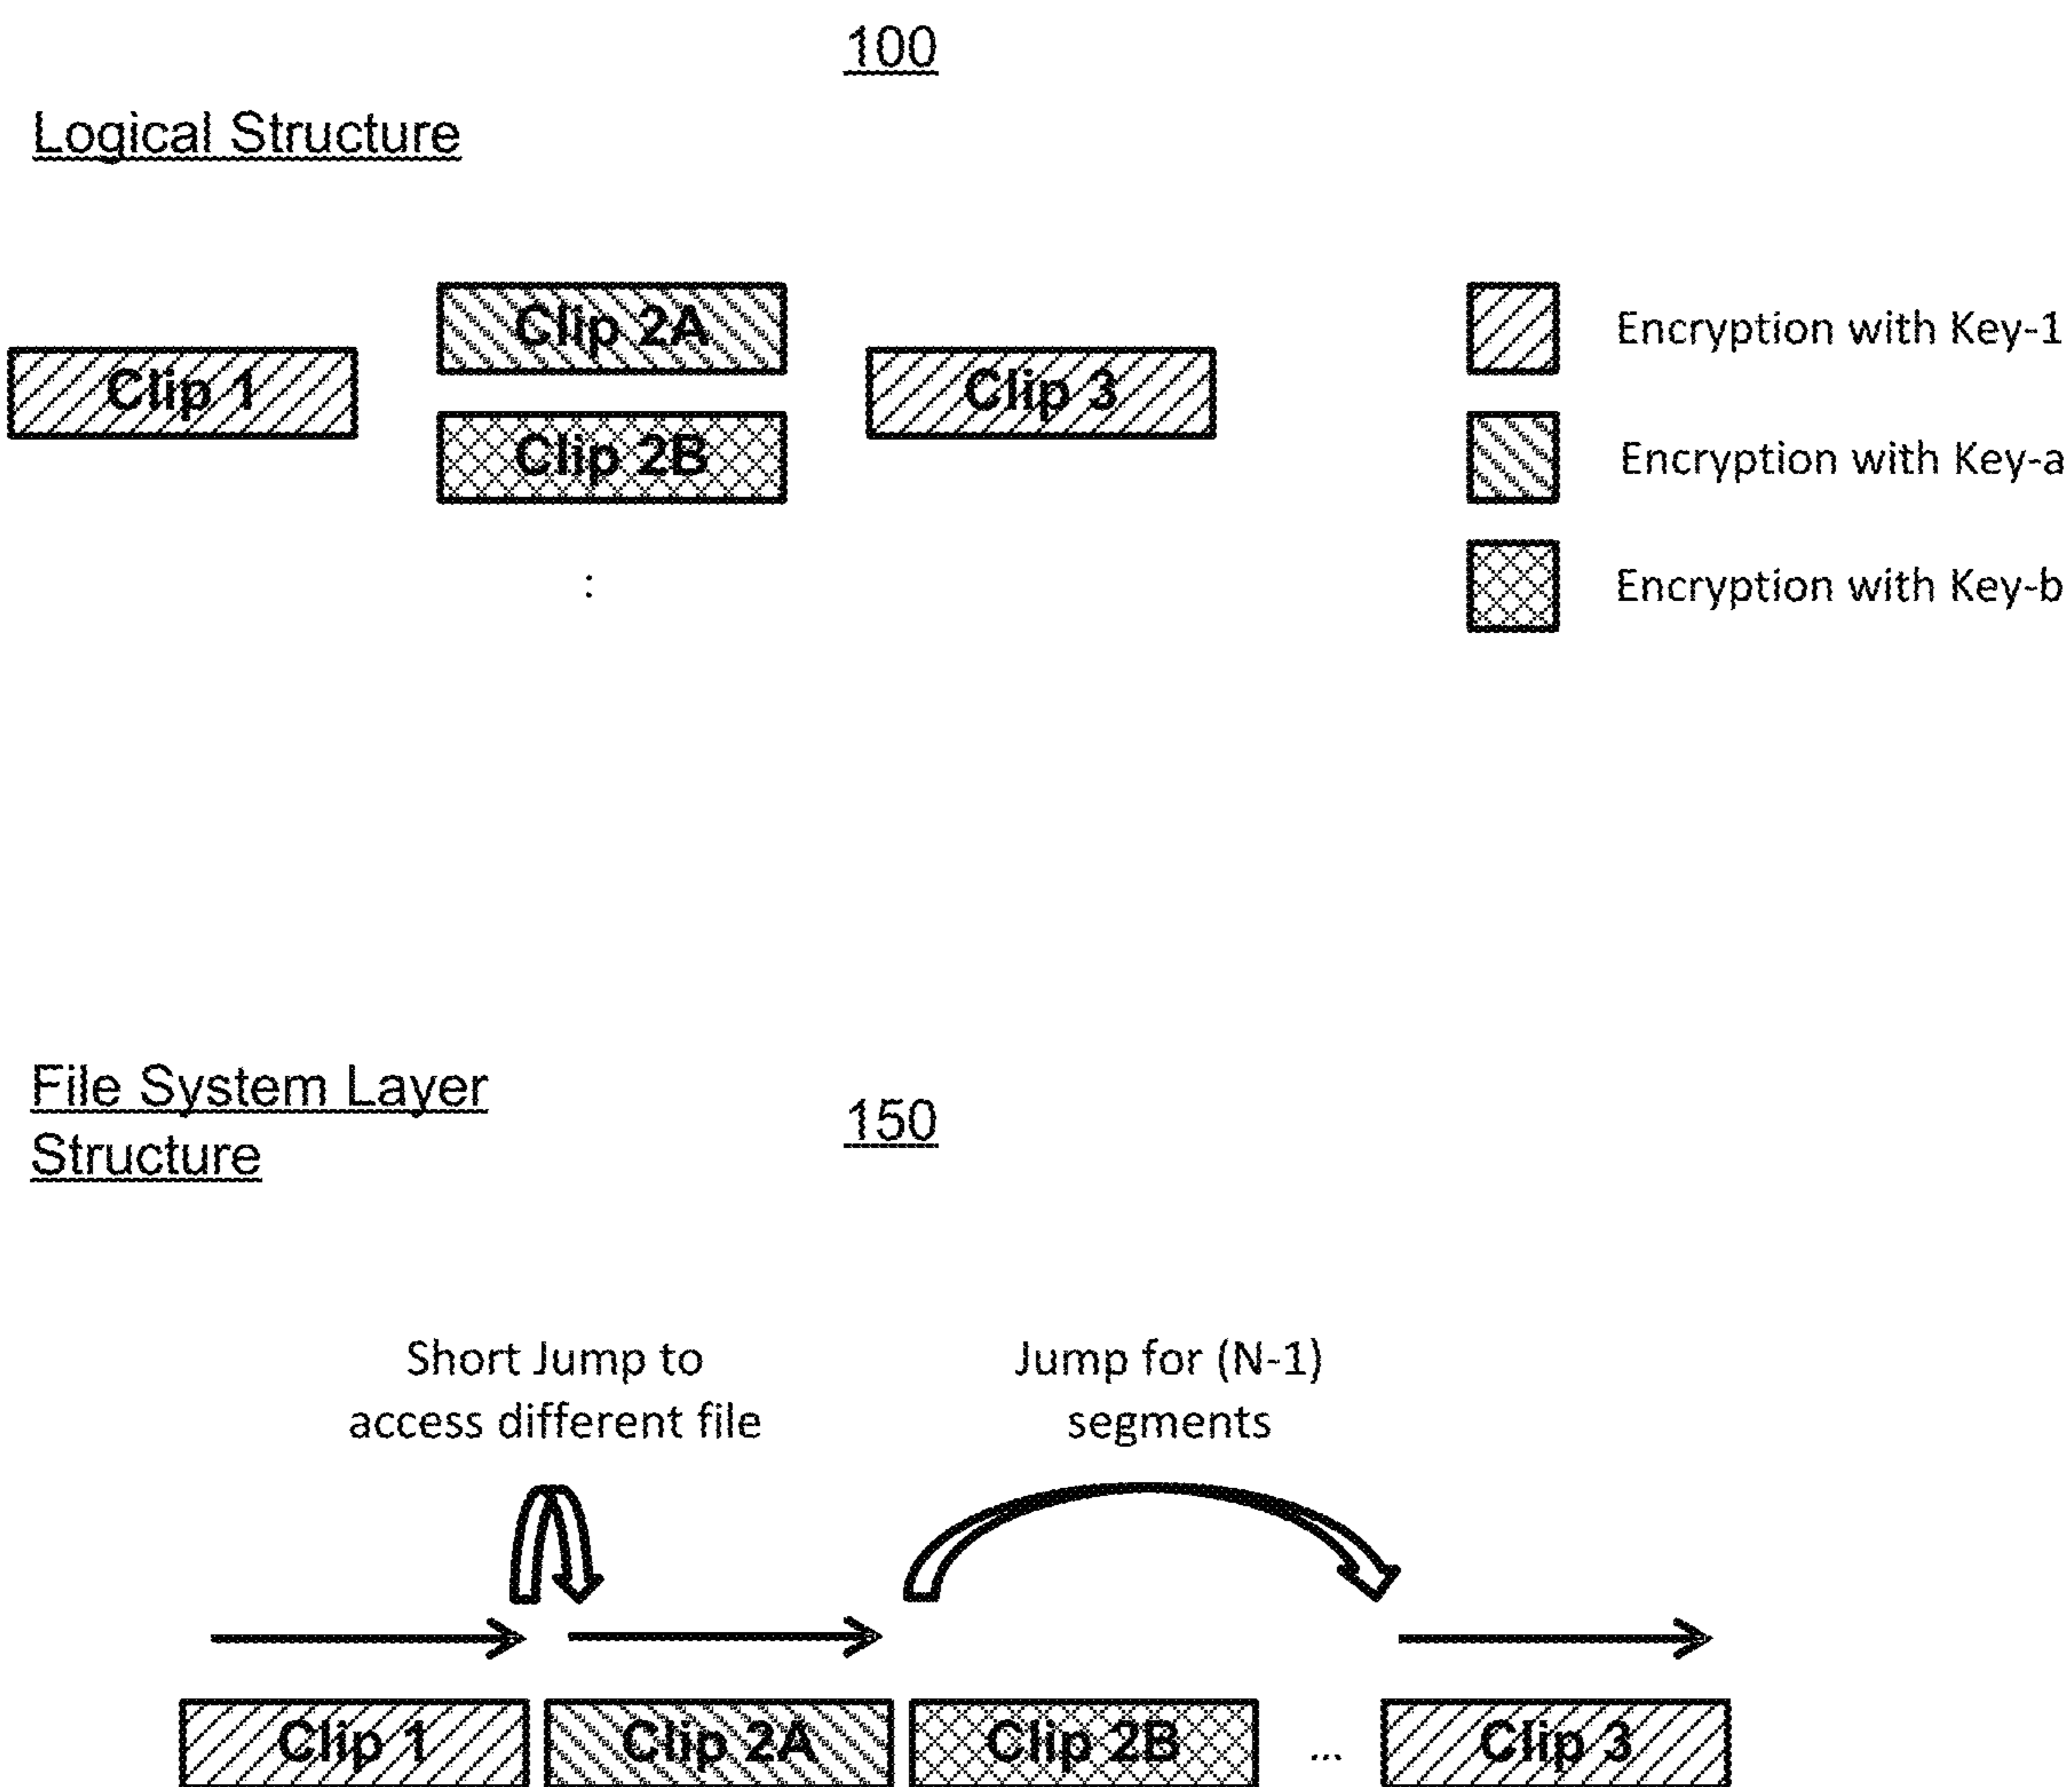 100
Logical Structure
Clip 1
Clip 2A
Clip 2B
:
Clip 3
Encryption with Key-1
Encryption with Key-a
Encryption with Key-b
File System Layer
Structure
150
Short Jump to
access different file
Jump for (N-1)
segments
Clip 1
Clip 2A
Clip 2B
...
Clip 3